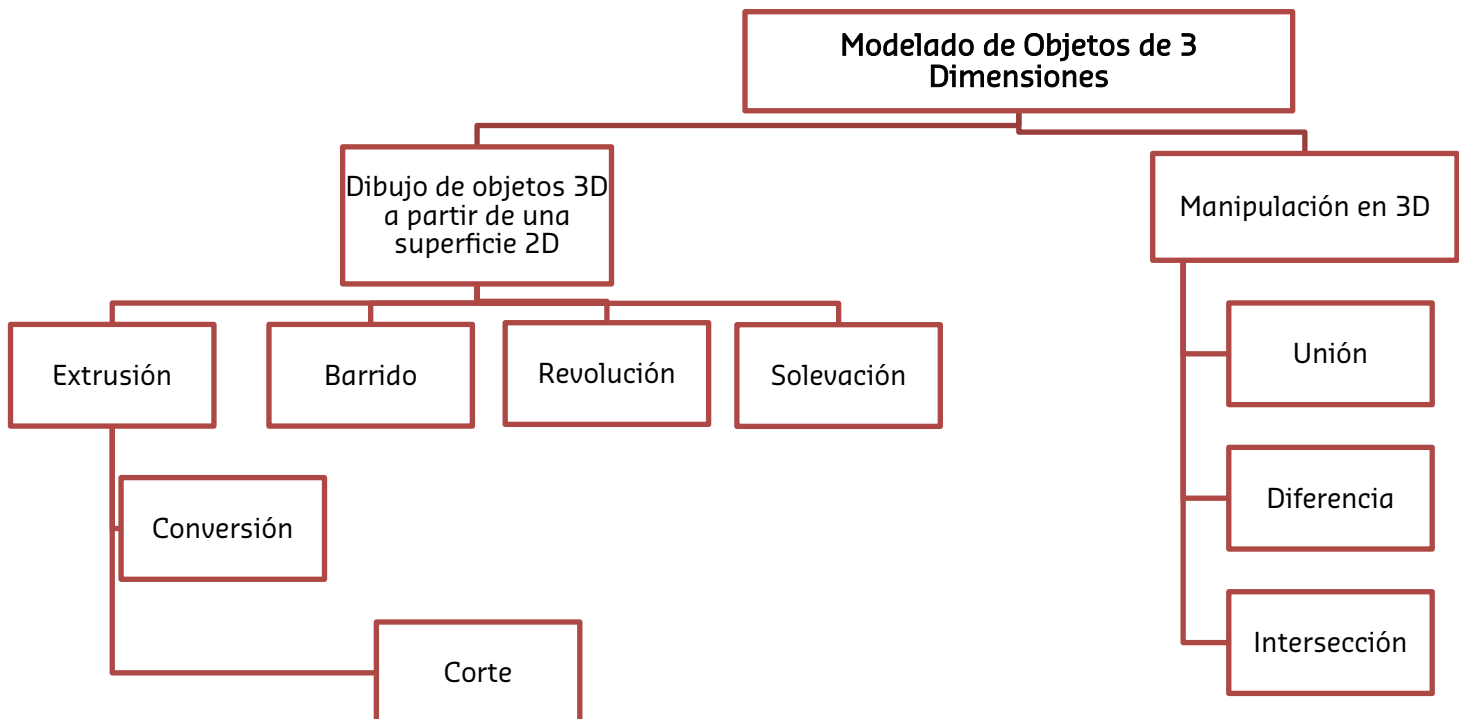 Modelado de Objetos de 3
Dimensiones
Dibujo de objetos 3D
a partir de una
superficie 2D
Manipulación en 3D
Extrusión
Barrido
Revolución
Solevación
Unión
Conversión
Diferencia
Corte
Intersección